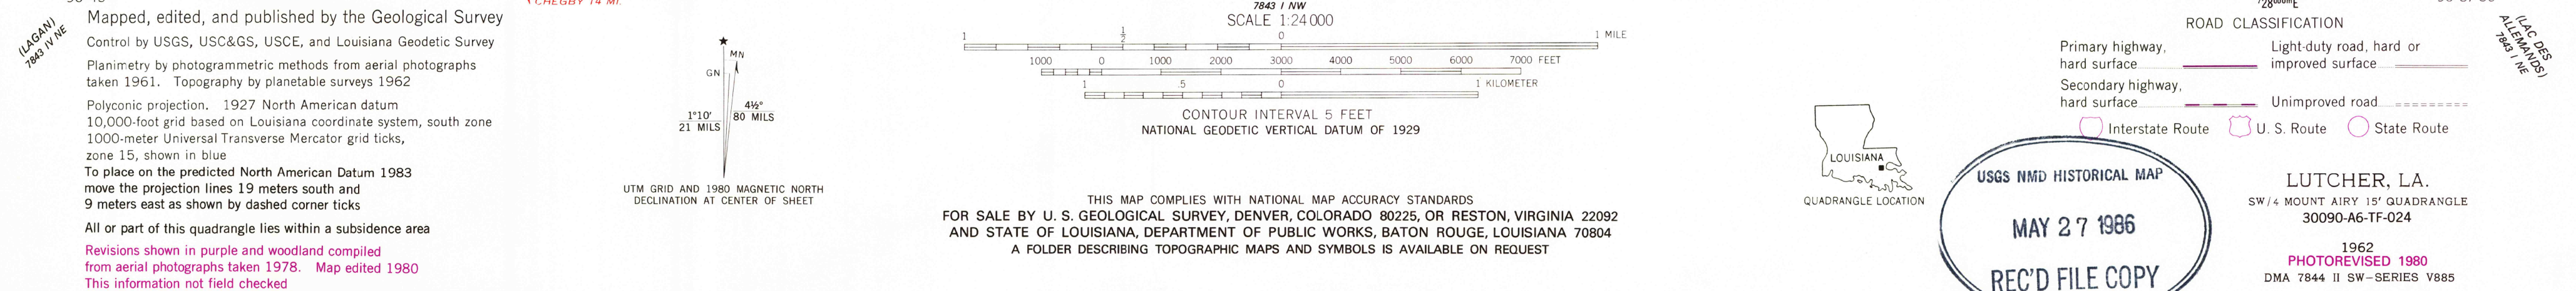 (LAGAN)
7843 IV NE
Mapped, edited, and published by the Geological Survey
Control by USGS, USC&GS, USCE, and Louisiana Geodetic Survey
Planimetry by photogrammetric methods from aerial photographs
taken 1961. Topography by planetable surveys 1962
Polyconic projection. 1927 North American datum
10,000-foot grid based on Louisiana coordinate system, south zone
1000-meter Universal Transverse Mercator grid ticks,
zone 15, shown in blue
To place on the predicted North American Datum 1983
move the projection lines 19 meters south and
9 meters east as shown by dashed corner ticks
All or part of this quadrangle lies within a subsidence area
Revisions shown in purple and woodland compiled
from aerial photographs taken 1978. Map edited 1980
This information not field checked
MN
GN
1°10′
21 MILS
4½°
80 MILS
UTM GRID AND 1980 MAGNETIC NORTH
DECLINATION AT CENTER OF SHEET
7843 I NW
SCALE 1:24 000
1 ½ 0 1 MILE
1000 0 1000 2000 3000 4000 5000 6000 7000 FEET
1 .5 0 1 KILOMETER
CONTOUR INTERVAL 5 FEET
NATIONAL GEODETIC VERTICAL DATUM OF 1929
THIS MAP COMPLIES WITH NATIONAL MAP ACCURACY STANDARDS
FOR SALE BY U. S. GEOLOGICAL SURVEY, DENVER, COLORADO 80225, OR RESTON, VIRGINIA 22092
AND STATE OF LOUISIANA, DEPARTMENT OF PUBLIC WORKS, BATON ROUGE, LOUISIANA 70804
A FOLDER DESCRIBING TOPOGRAPHIC MAPS AND SYMBOLS IS AVAILABLE ON REQUEST
LOUISIANA
QUADRANGLE LOCATION
ROAD CLASSIFICATION
Primary highway,
hard surface
Light-duty road, hard or
improved surface
Secondary highway,
hard surface
Unimproved road
Interstate Route
U. S. Route
State Route
(LAC DES
ALLEMANDS)
7843 I NE
USGS NMD HISTORICAL MAP
MAY 27 1986
REC'D FILE COPY
LUTCHER, LA.
SW/4 MOUNT AIRY 15′ QUADRANGLE
30090-A6-TF-024
1962
PHOTOREVISED 1980
DMA 7844 II SW-SERIES V885